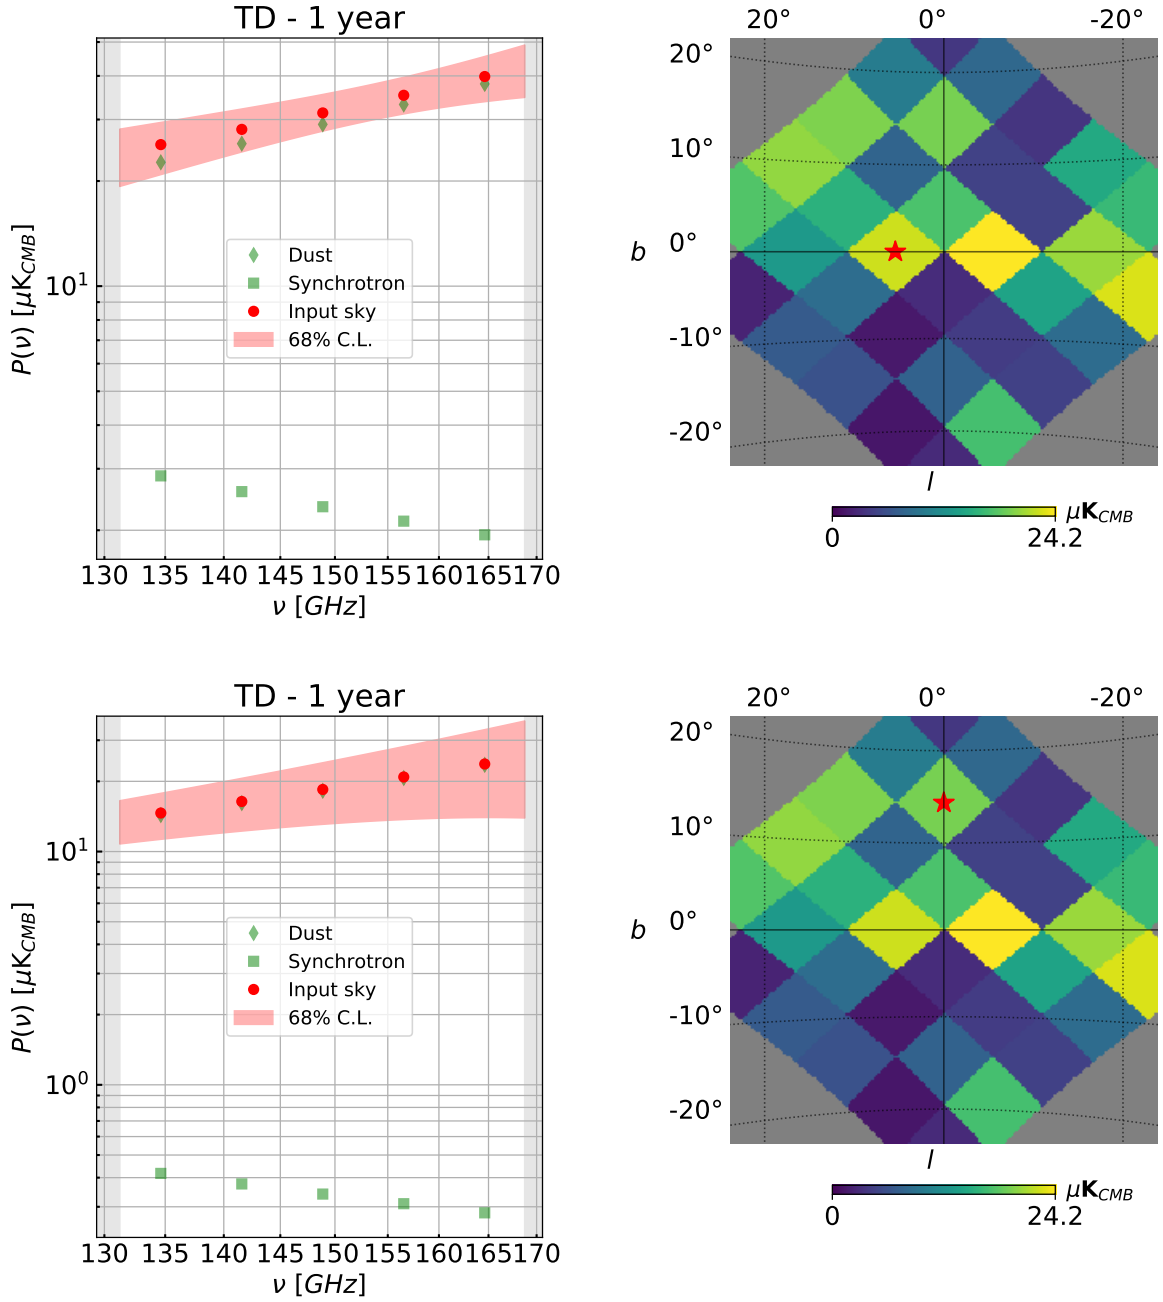 TD - 1 year
P(ν) [μK_CMB]
10¹
Dust
Synchrotron
Input sky
68% C.L.
130 135 140 145 150 155 160 165 170
ν [GHz]
20° 0° -20°
20°
10°
b 0°
-10°
-20°
l
μK_CMB
0 24.2
TD - 1 year
P(ν) [μK_CMB]
10¹
10⁰
Dust
Synchrotron
Input sky
68% C.L.
130 135 140 145 150 155 160 165 170
ν [GHz]
20° 0° -20°
20°
10°
b 0°
-10°
-20°
l
μK_CMB
0 24.2